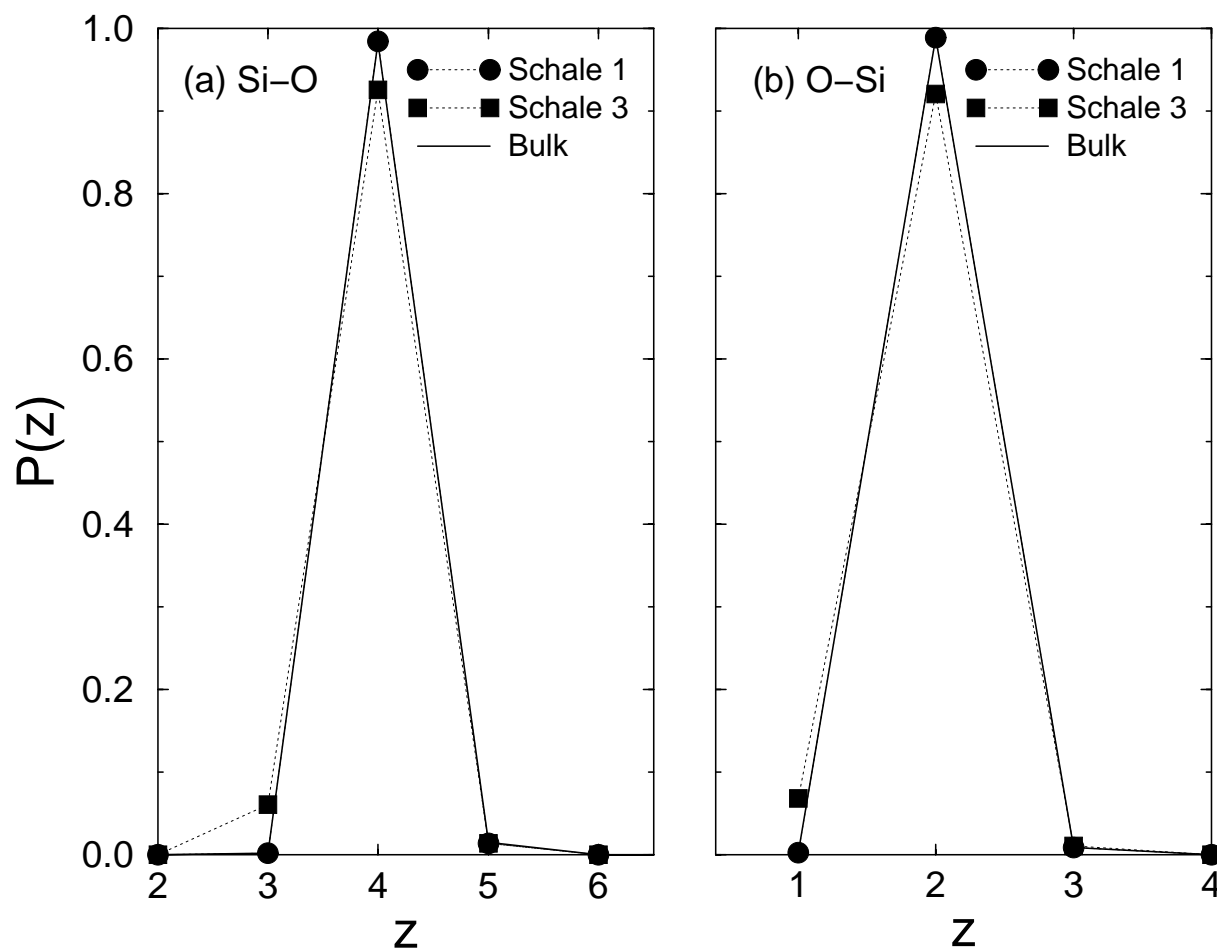 (a) Si–O
Schale 1
Schale 3
Bulk
(b) O–Si
Schale 1
Schale 3
Bulk
P(z)
1.0
0.8
0.6
0.4
0.2
0.0
2 3 4 5 6
z
1 2 3 4
z